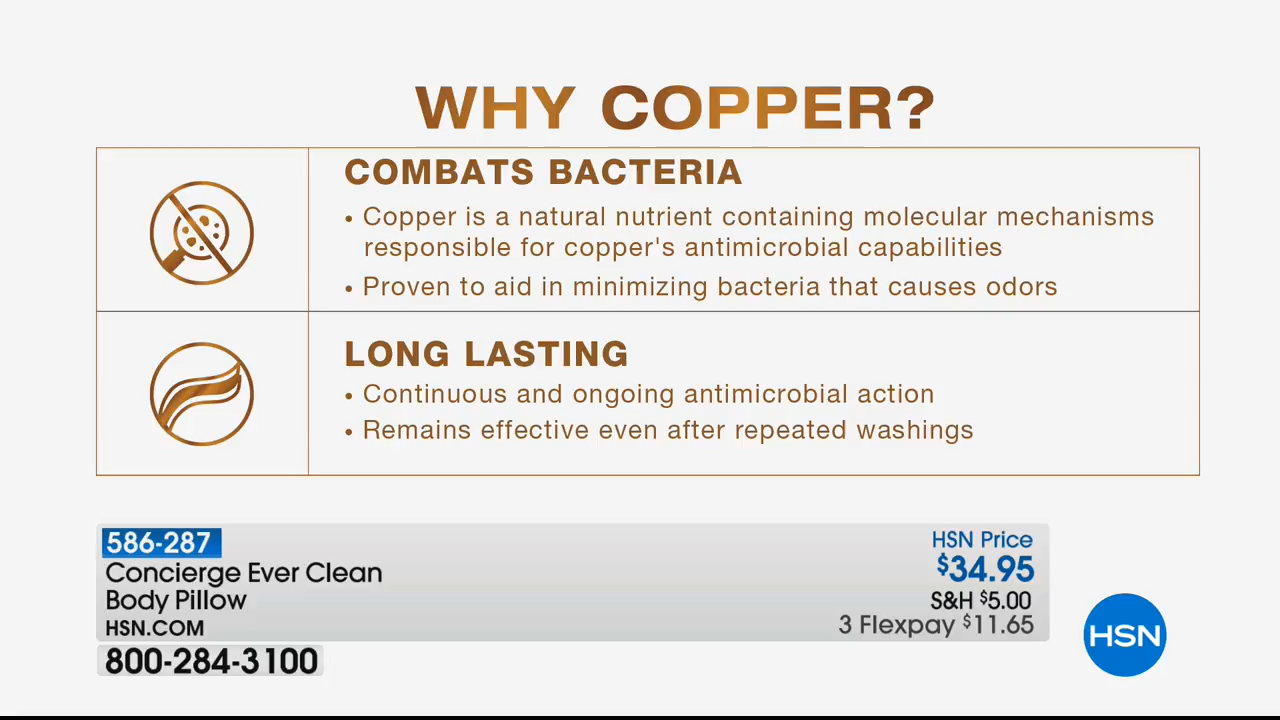 WHY COPPER?
COMBATS BACTERIA
• Copper is a natural nutrient containing molecular mechanisms
responsible for copper's antimicrobial capabilities
• Proven to aid in minimizing bacteria that causes odors
LONG LASTING
• Continuous and ongoing antimicrobial action
• Remains effective even after repeated washings
586-287
Concierge Ever Clean
Body Pillow
HSN.COM
800-284-3100
HSN Price
$34.95
S&H $5.00
3 Flexpay $11.65
HSN